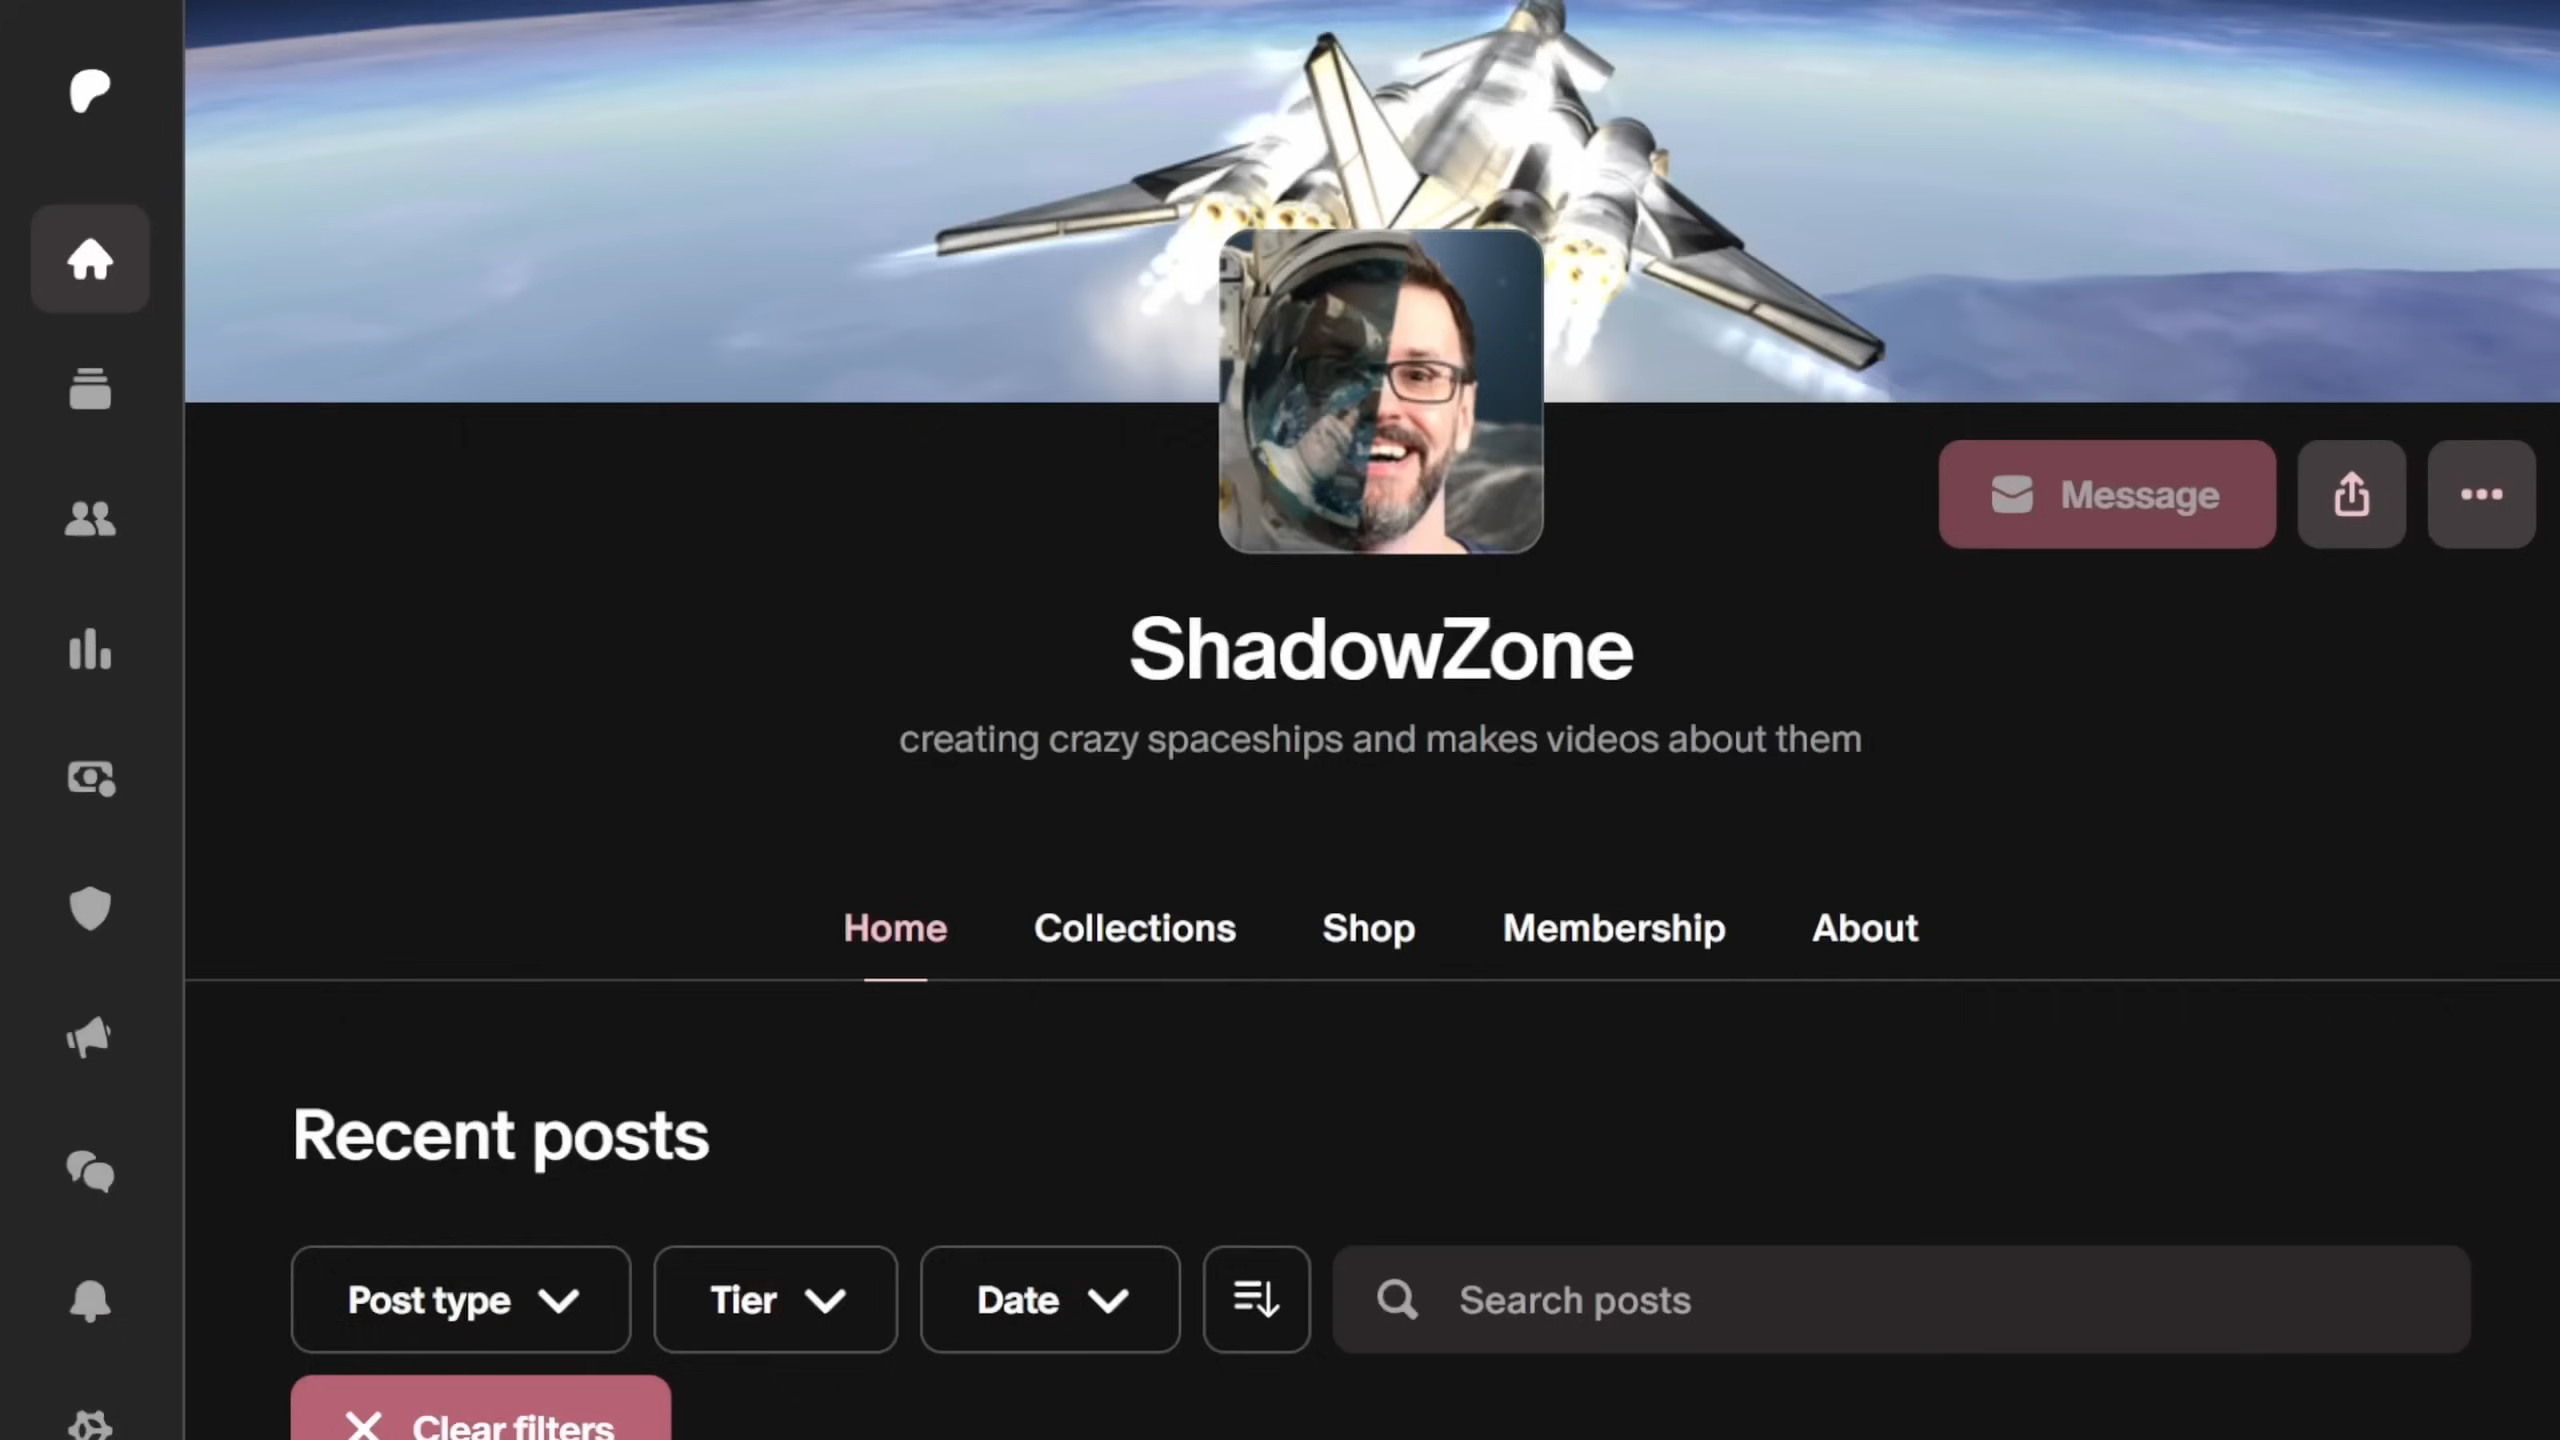 Message
ShadowZone
creating crazy spaceships and makes videos about them
Home Collections Shop Membership About
Recent posts
Post type Tier Date Search posts
Clear filters